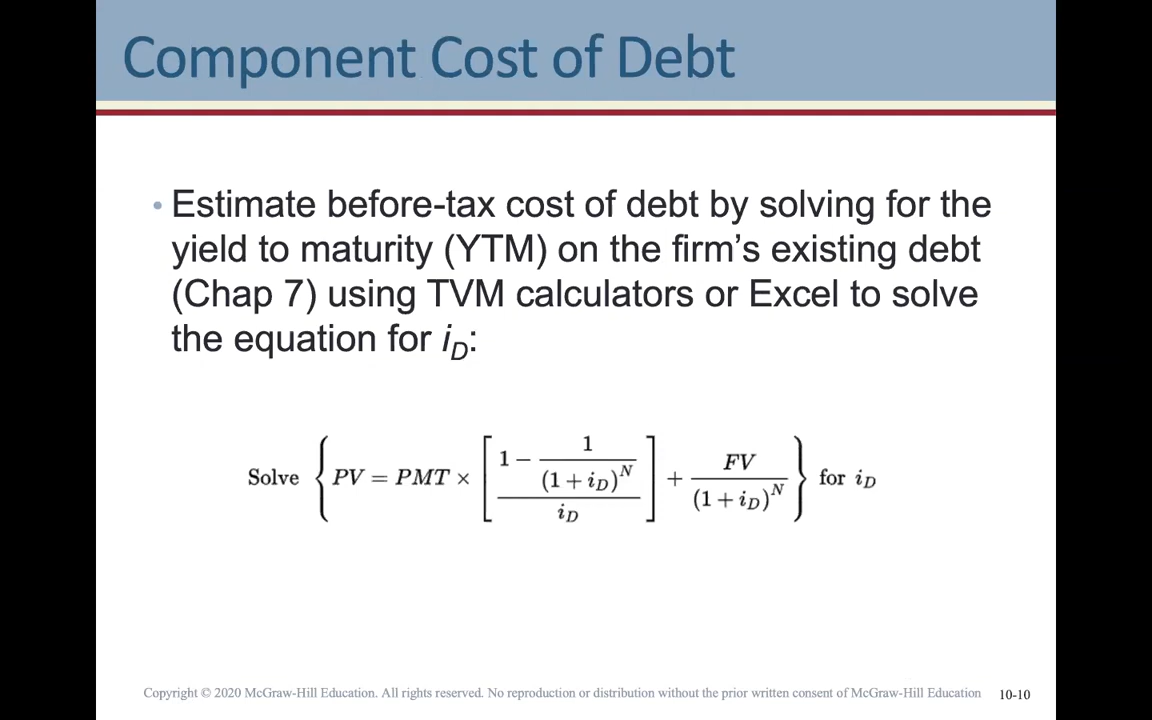 Component Cost of Debt
• Estimate before-tax cost of debt by solving for the
yield to maturity (YTM) on the firm’s existing debt
(Chap 7) using TVM calculators or Excel to solve
the equation for i_D:
Solve { PV = PMT × [ (1 − 1/(1 + i_D)^N) / i_D ] + FV/(1 + i_D)^N } for i_D
Copyright © 2020 McGraw-Hill Education. All rights reserved. No reproduction or distribution without the prior written consent of McGraw-Hill Education 10-10